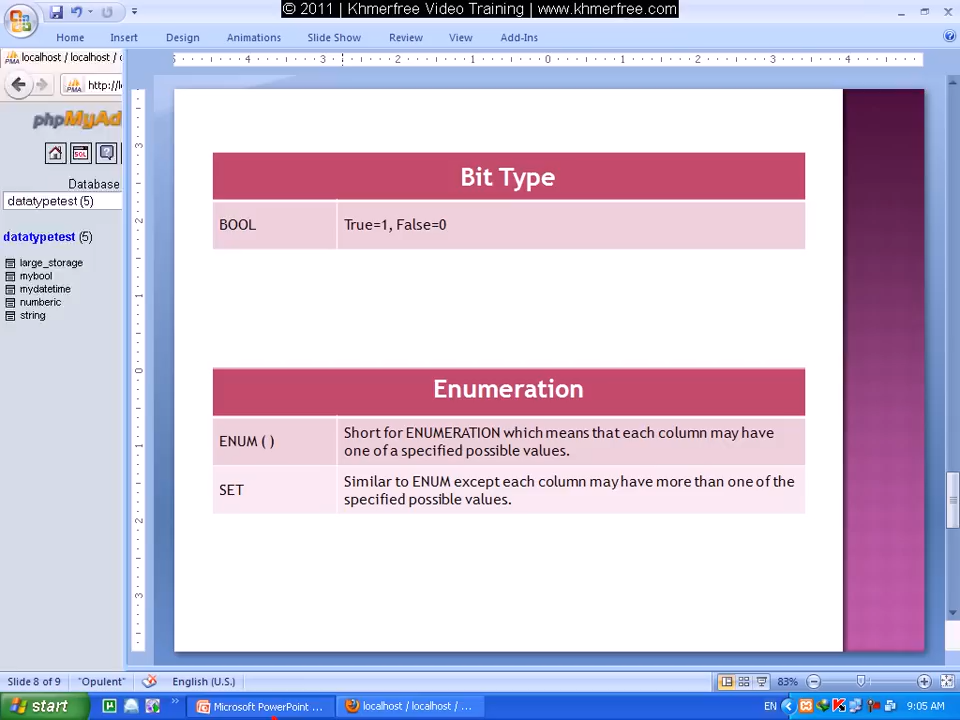 © 2011 | Khmerfree Video Training | www.khmerfree.com
Home Insert Design Slide Show Animations Review View Add-Ins
localhost / localhost /
http://l
phpMyAd
SQL
Database
datatypetest (5)
datatypetest (5)
large_storage
mybool
mydatetime
numberic
string
Bit Type
BOOL True=1, False=0
Enumeration
ENUM ( ) Short for ENUMERATION which means that each column may have
one of a specified possible values.
SET Similar to ENUM except each column may have more than one of the
specified possible values.
Slide 8 of 9 "Opulent" English (U.S.) 83%
start Microsoft PowerPoint ... localhost / localhost / ... EN 9:05 AM